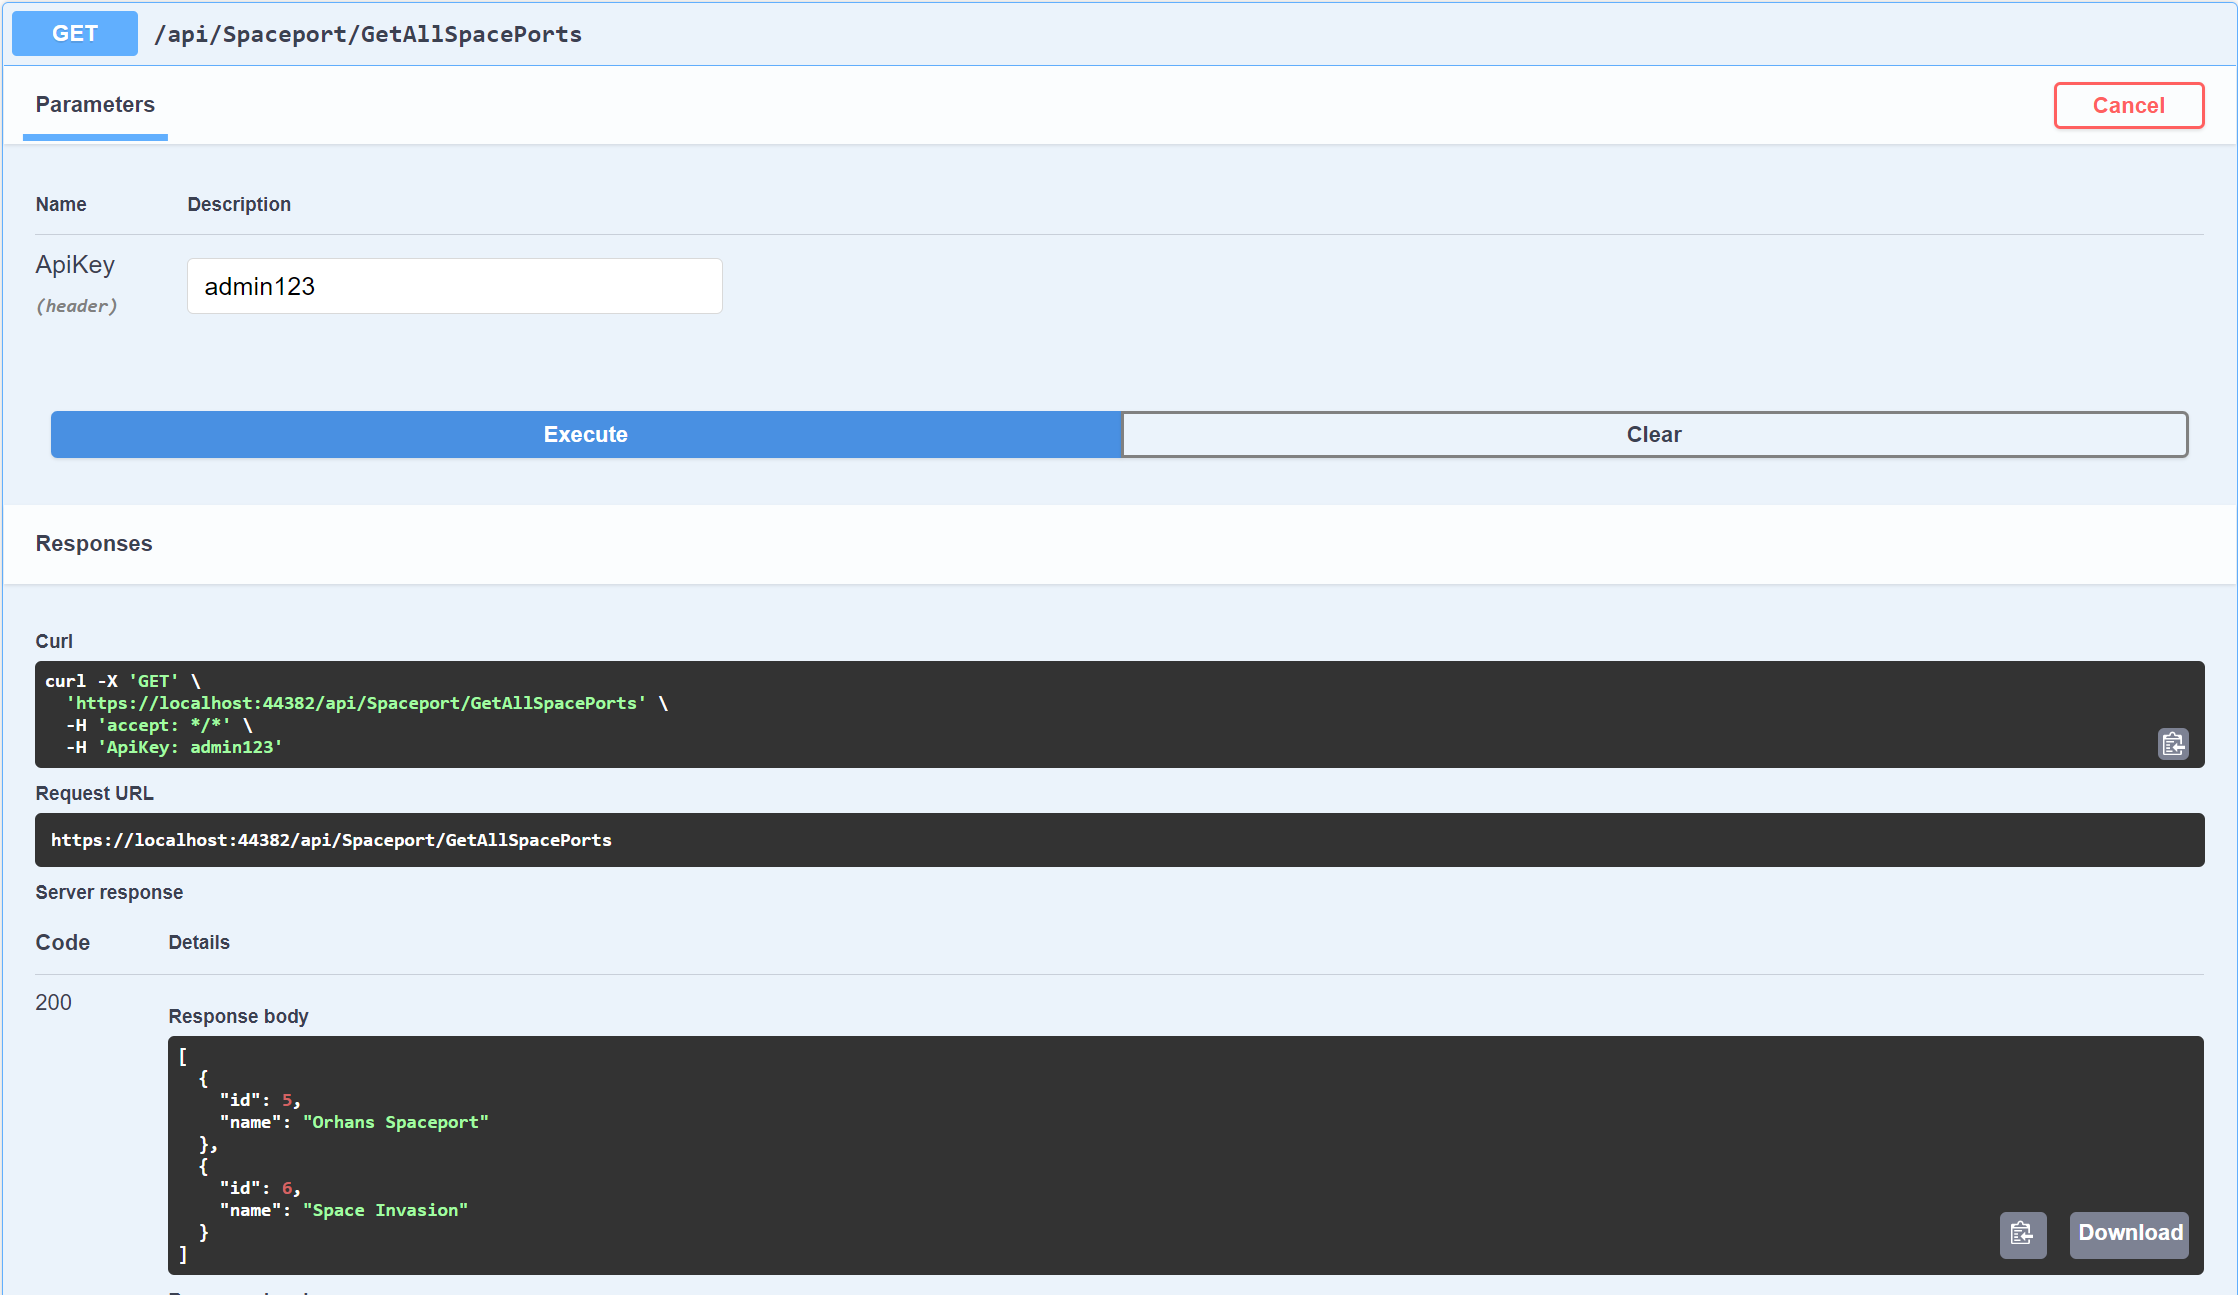 GET /api/Spaceport/GetAllSpacePorts
Parameters
Cancel
Name Description
ApiKey
(header)
admin123
Execute Clear
Responses
Curl
curl -X 'GET' \
'https://localhost:44382/api/Spaceport/GetAllSpacePorts' \
-H 'accept: */*' \
-H 'ApiKey: admin123'
Request URL
https://localhost:44382/api/Spaceport/GetAllSpacePorts
Server response
Code Details
200
Response body
[
{
"id": 5,
"name": "Orhans Spaceport"
},
{
"id": 6,
"name": "Space Invasion"
}
]
Download